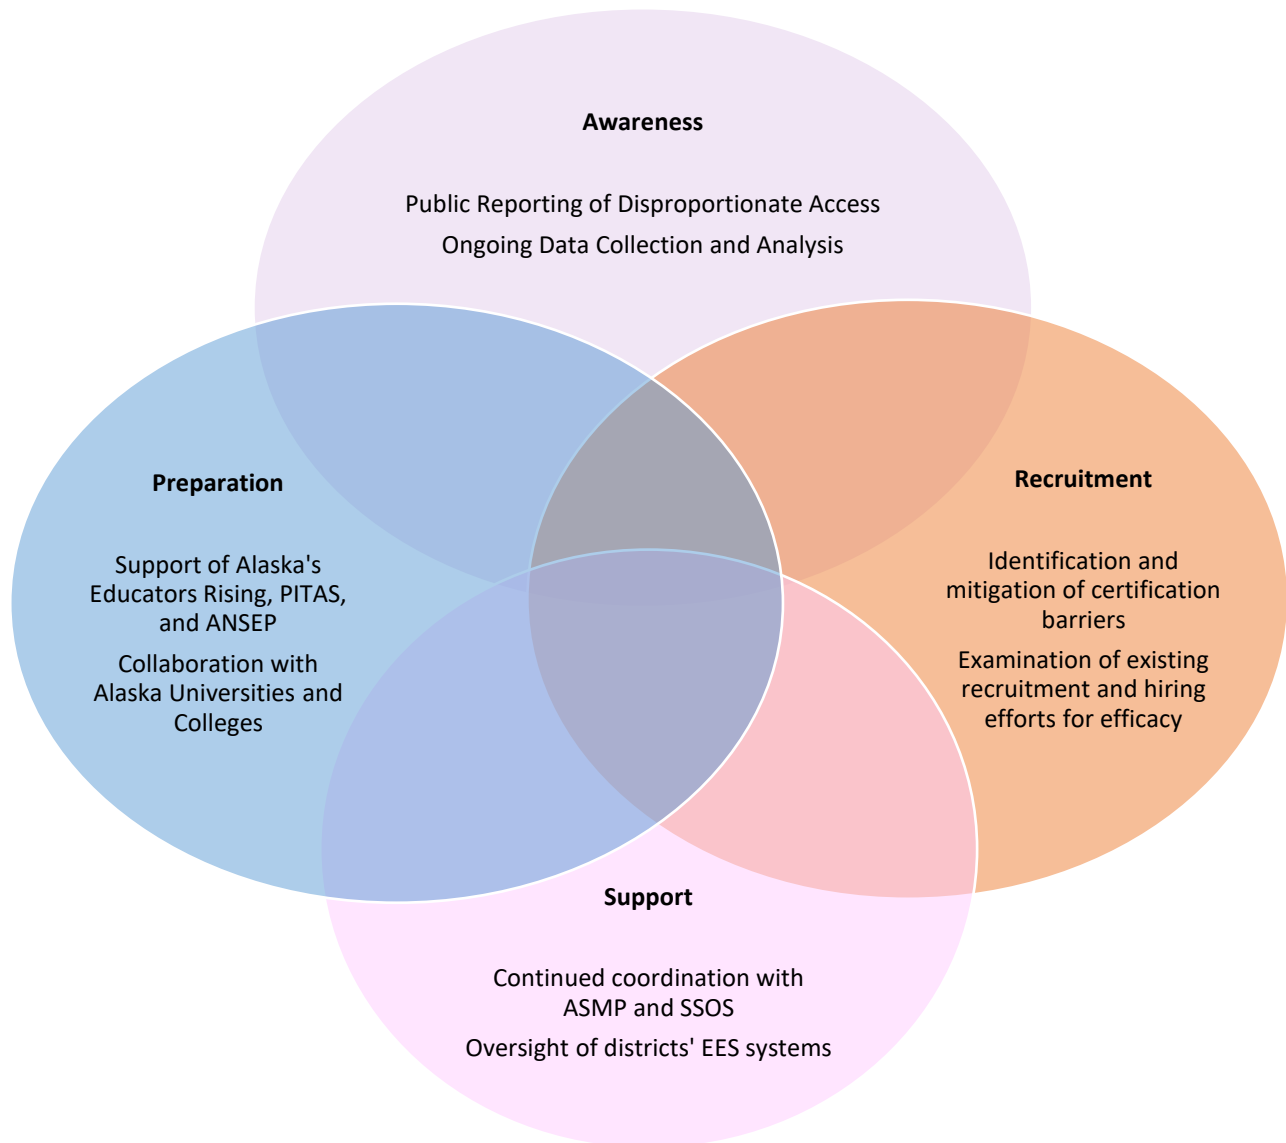 Awareness
Public Reporting of Disproportionate Access
Ongoing Data Collection and Analysis
Preparation
Support of Alaska's
Educators Rising, PITAS,
and ANSEP
Collaboration with
Alaska Universities and
Colleges
Recruitment
Identification and
mitigation of certification
barriers
Examination of existing
recruitment and hiring
efforts for efficacy
Support
Continued coordination with
ASMP and SSOS
Oversight of districts' EES systems